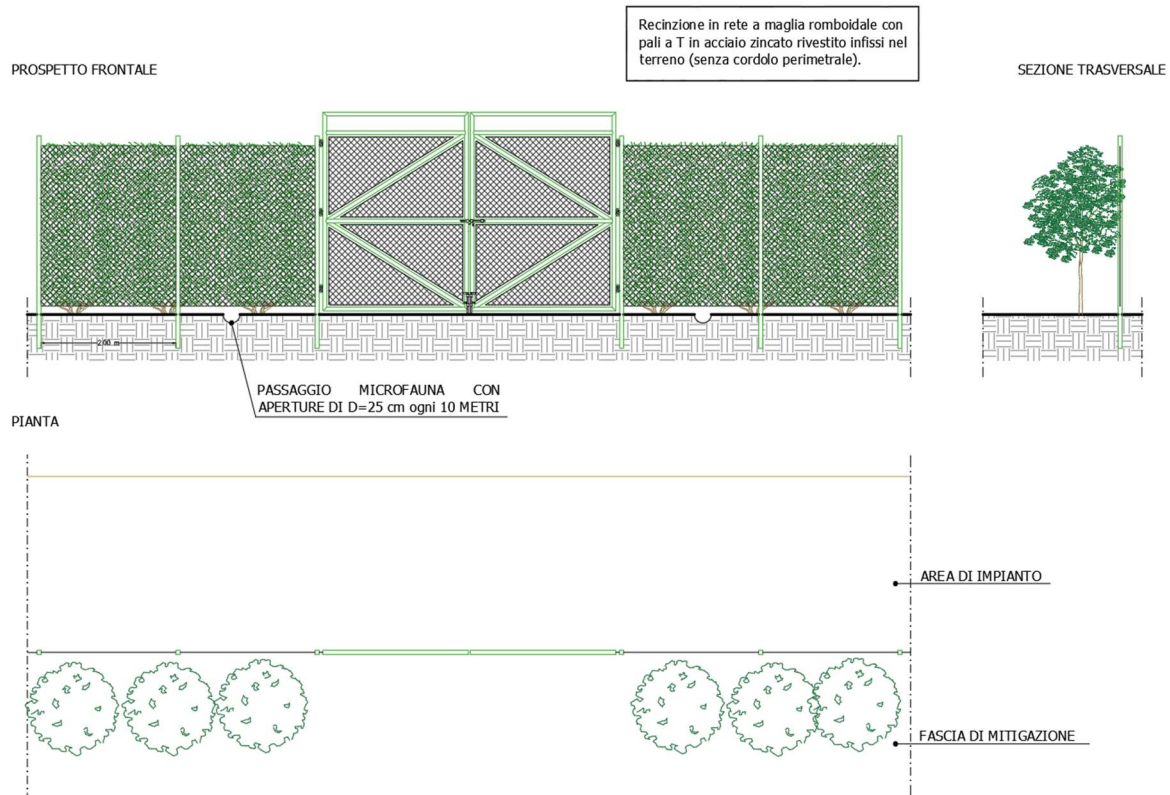 Recinzione in rete a maglia romboidale con
pali a T in acciaio zincato rivestito infissi nel
terreno (senza cordolo perimetrale).
PROSPETTO FRONTALE
SEZIONE TRASVERSALE
2.00 m
PASSAGGIO MICROFAUNA CON
APERTURE DI D=25 cm ogni 10 METRI
PIANTA
AREA DI IMPIANTO
FASCIA DI MITIGAZIONE